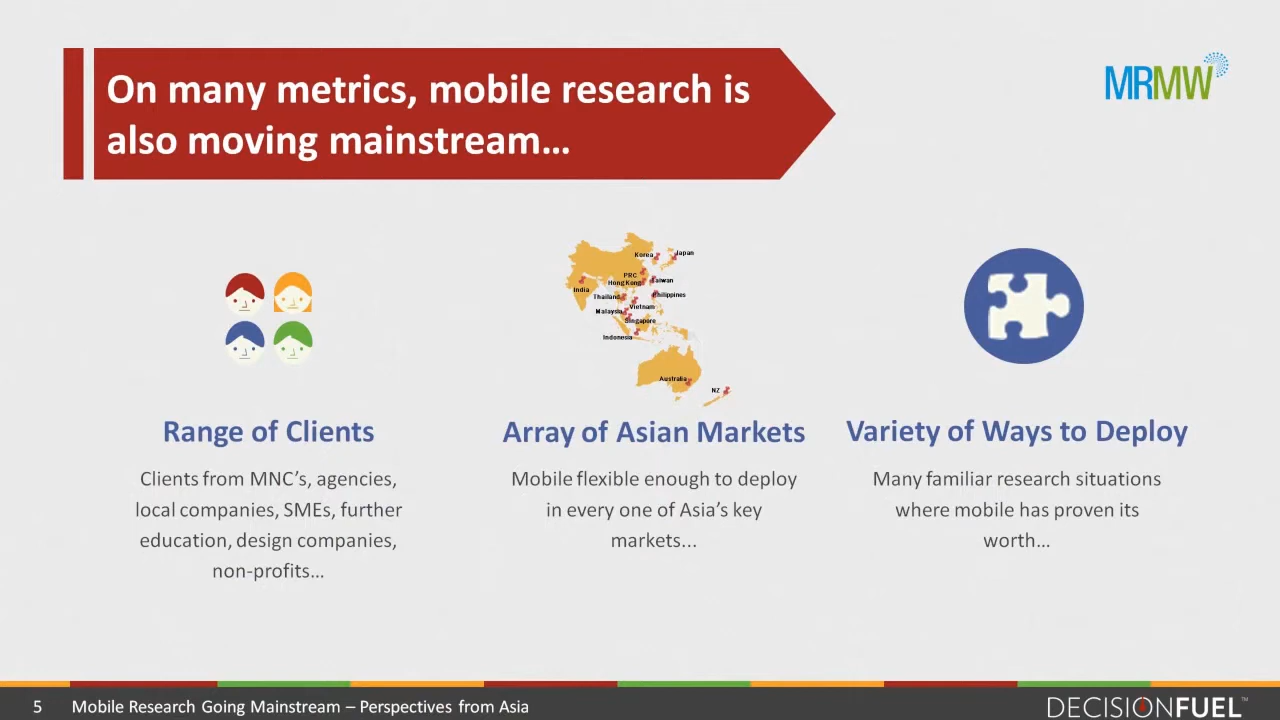 On many metrics, mobile research is
also moving mainstream…
MRMW
Korea
Japan
PRC
Hong Kong
Taiwan
India
Thailand
Philippines
Vietnam
Malaysia
Singapore
Indonesia
Australia
NZ
Range of Clients
Clients from MNC’s, agencies,
local companies, SMEs, further
education, design companies,
non-profits…
Array of Asian Markets
Mobile flexible enough to deploy
in every one of Asia’s key
markets...
Variety of Ways to Deploy
Many familiar research situations
where mobile has proven its
worth…
5 Mobile Research Going Mainstream – Perspectives from Asia
DECISIONFUEL™